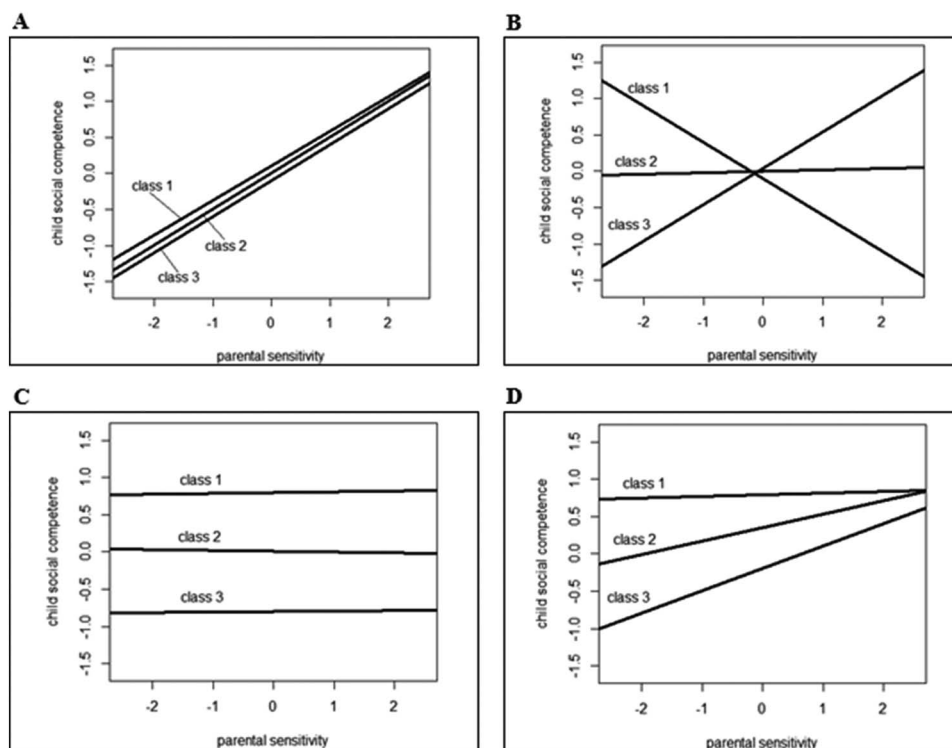 A
child social competence
1.5
1.0
0.5
0.0
-0.5
-1.0
-1.5
class 1
class 2
class 3
-2
-1
0
1
2
parental sensitivity
B
child social competence
1.5
1.0
0.5
0.0
-0.5
-1.0
-1.5
class 1
class 2
class 3
-2
-1
0
1
2
parental sensitivity
C
child social competence
1.5
1.0
0.5
0.0
-0.5
-1.0
-1.5
class 1
class 2
class 3
-2
-1
0
1
2
parental sensitivity
D
child social competence
1.5
1.0
0.5
0.0
-0.5
-1.0
-1.5
class 1
class 2
class 3
-2
-1
0
1
2
parental sensitivity